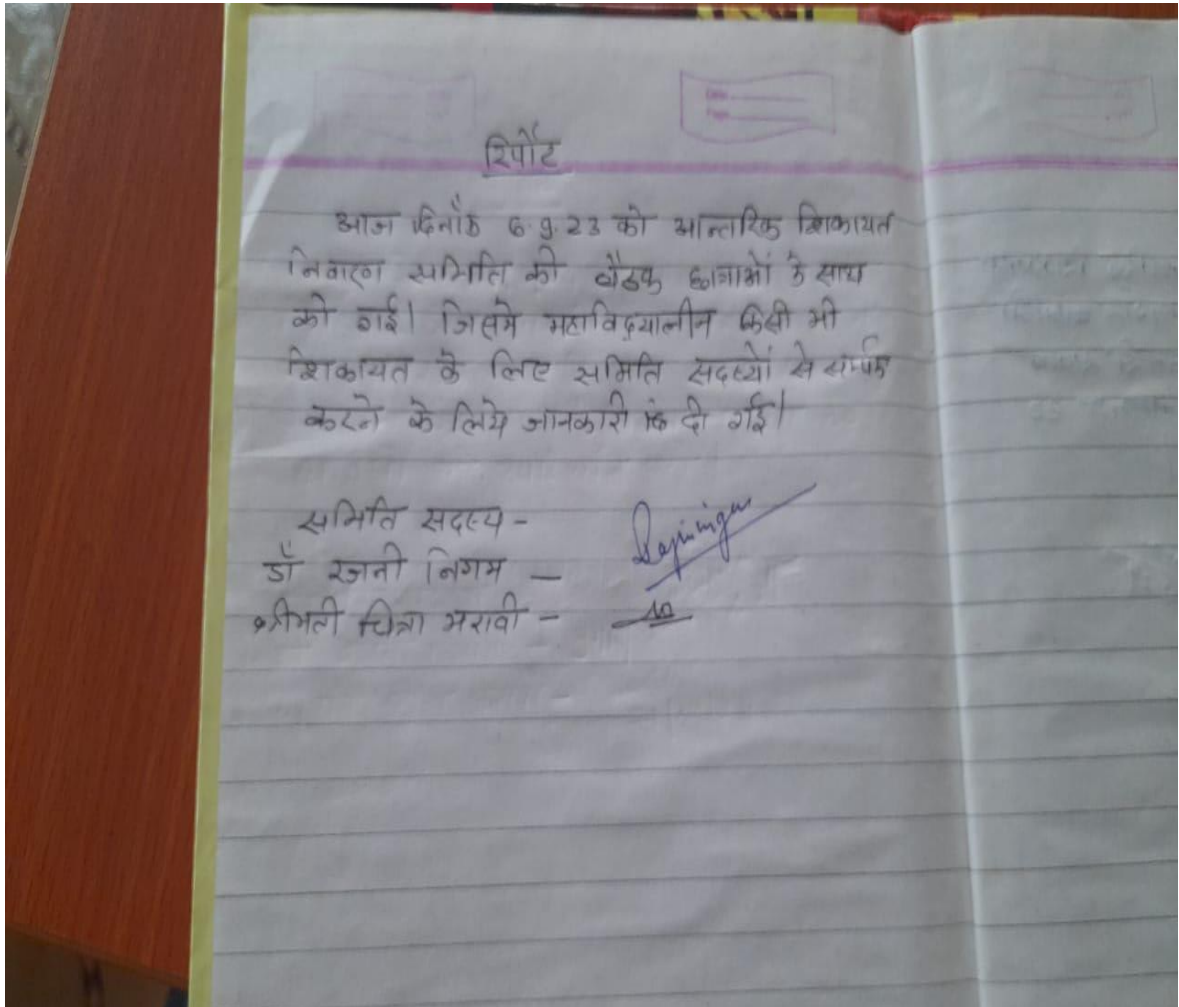 रिपोर्ट
आज दिनाँक 6.9.23 को आन्तरिक शिकायत
निवारण समिति की बैठक छात्राओं के साथ
की गई। जिसमे महाविद्यालीन किसी भी
शिकायत के लिए समिति सदस्यों से सम्पर्क
करने के लिये जानकारी दी गई।
समिति सदस्य -
डॉ रजनी निगम —
श्रीमती चित्रा मरावी -